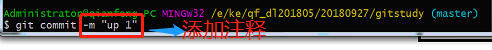 Administrator@qianfeng-PC MINGW32 /e/ke/qf_dl201805/20180927/gitstudy (master)
$ git commit -m "up 1" 添加注释